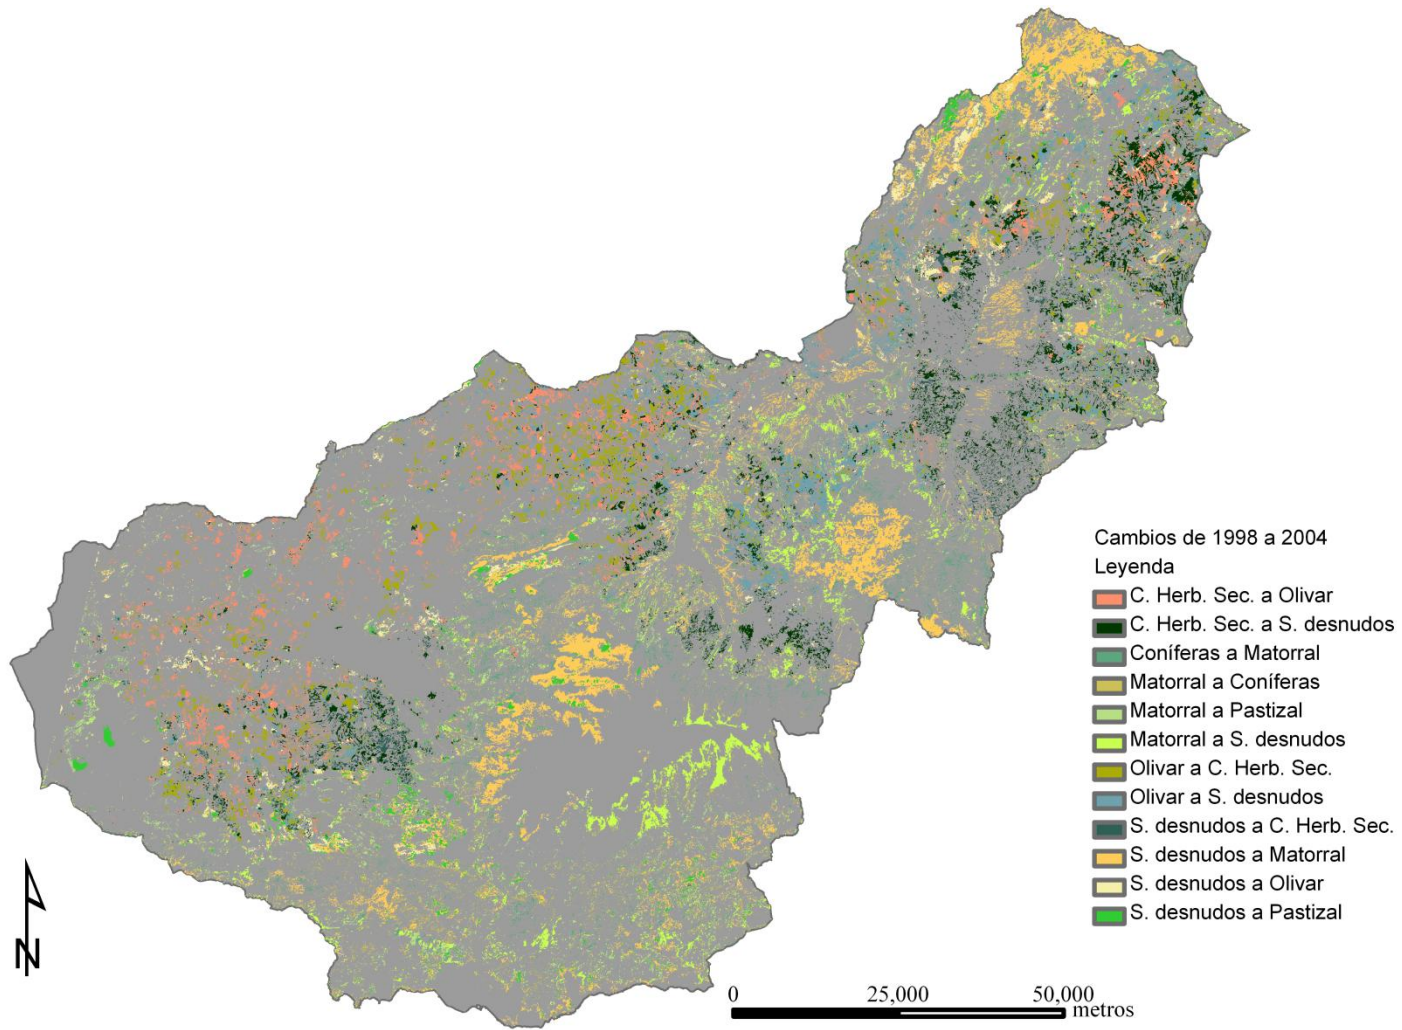 Cambios de 1998 a 2004
Leyenda
C. Herb. Sec. a Olivar
C. Herb. Sec. a S. desnudos
Coníferas a Matorral
Matorral a Coníferas
Matorral a Pastizal
Matorral a S. desnudos
Olivar a C. Herb. Sec.
Olivar a S. desnudos
S. desnudos a C. Herb. Sec.
S. desnudos a Matorral
S. desnudos a Olivar
S. desnudos a Pastizal
N
0 25,000 50,000
metros